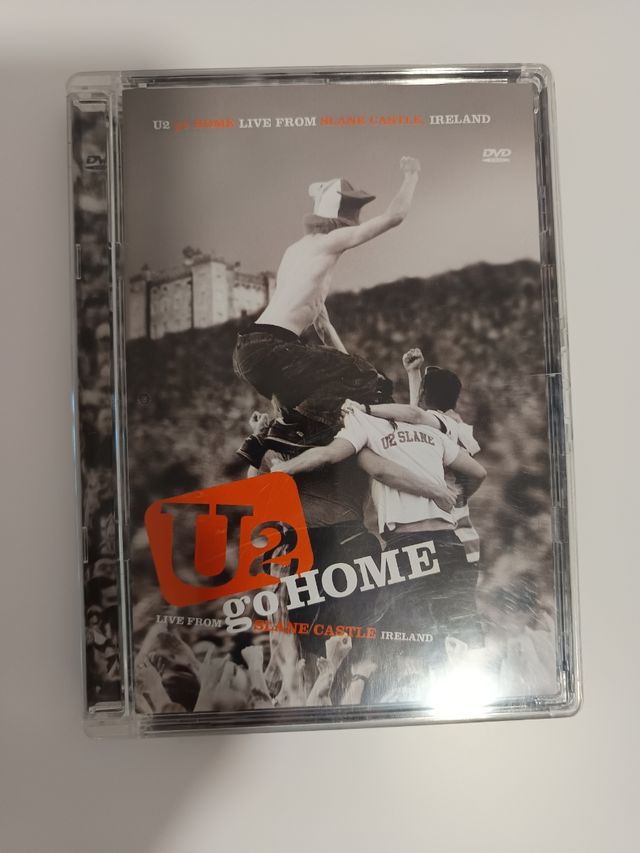 U2 go HOME LIVE FROM SLANE CASTLE, IRELAND
DVD
U2 SLANE
U2
go HOME
LIVE FROM SLANE CASTLE IRELAND